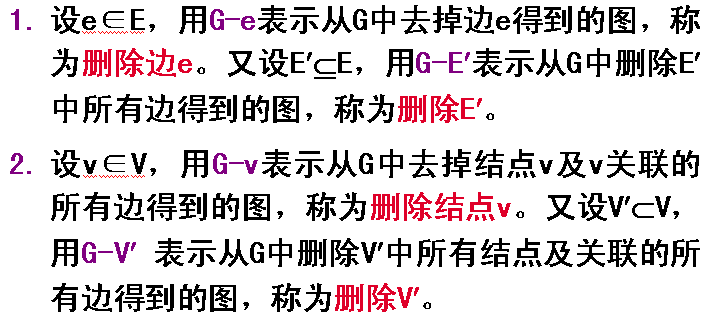 1. 设e∈E，用G-e表示从G中去掉边e得到的图，称
为删除边e。又设E′⊆E，用G-E′表示从G中删除E′
中所有边得到的图，称为删除E′。
2. 设v∈V，用G-v表示从G中去掉结点v及v关联的
所有边得到的图，称为删除结点v。又设V′⊂V，
用G-V′ 表示从G中删除V′中所有结点及关联的所
有边得到的图，称为删除V′。